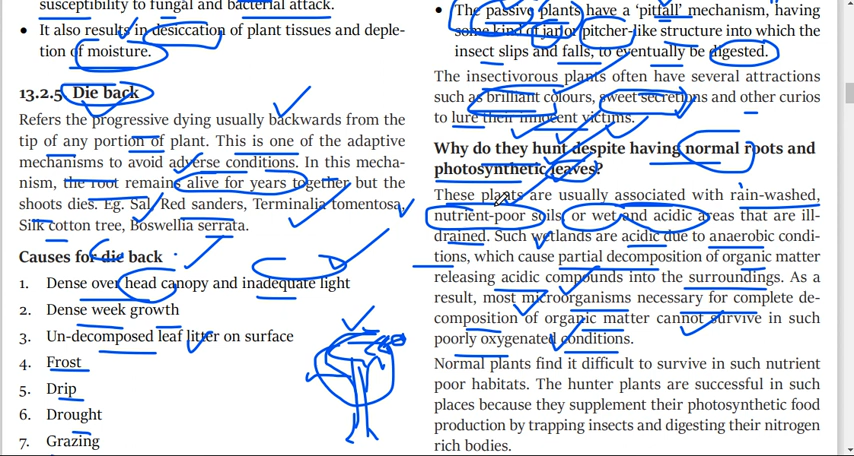 susceptibility to fungal and bacterial attack.
• It also results in desiccation of plant tissues and deple-
tion of moisture.
13.2.5 Die back
Refers the progressive dying usually backwards from the
tip of any portion of plant. This is one of the adaptive
mechanisms to avoid adverse conditions. In this mecha-
nism, the root remains alive for years together but the
shoots dies. Eg. Sal, Red sanders, Terminalia tomentosa,
Silk cotton tree, Boswellia serrata.
Causes for die back
1. Dense over head canopy and inadequate light
2. Dense week growth
3. Un-decomposed leaf litter on surface
4. Frost
5. Drip
6. Drought
7. Grazing
• The passive plants have a ‘pitfall’ mechanism, having
some kind of jar or pitcher-like structure into which the
insect slips and falls, to eventually be digested.
The insectivorous plants often have several attractions
such as brilliant colours, sweet secretions and other curios
to lure their innocent victims.
Why do they hunt despite having normal roots and
photosynthetic leaves?
These plants are usually associated with rain-washed,
nutrient-poor soils, or wet and acidic areas that are ill-
drained. Such wetlands are acidic due to anaerobic condi-
tions, which cause partial decomposition of organic matter
releasing acidic compounds into the surroundings. As a
result, most microorganisms necessary for complete de-
composition of organic matter cannot survive in such
poorly oxygenated conditions.
Normal plants find it difficult to survive in such nutrient
poor habitats. The hunter plants are successful in such
places because they supplement their photosynthetic food
production by trapping insects and digesting their nitrogen
rich bodies.